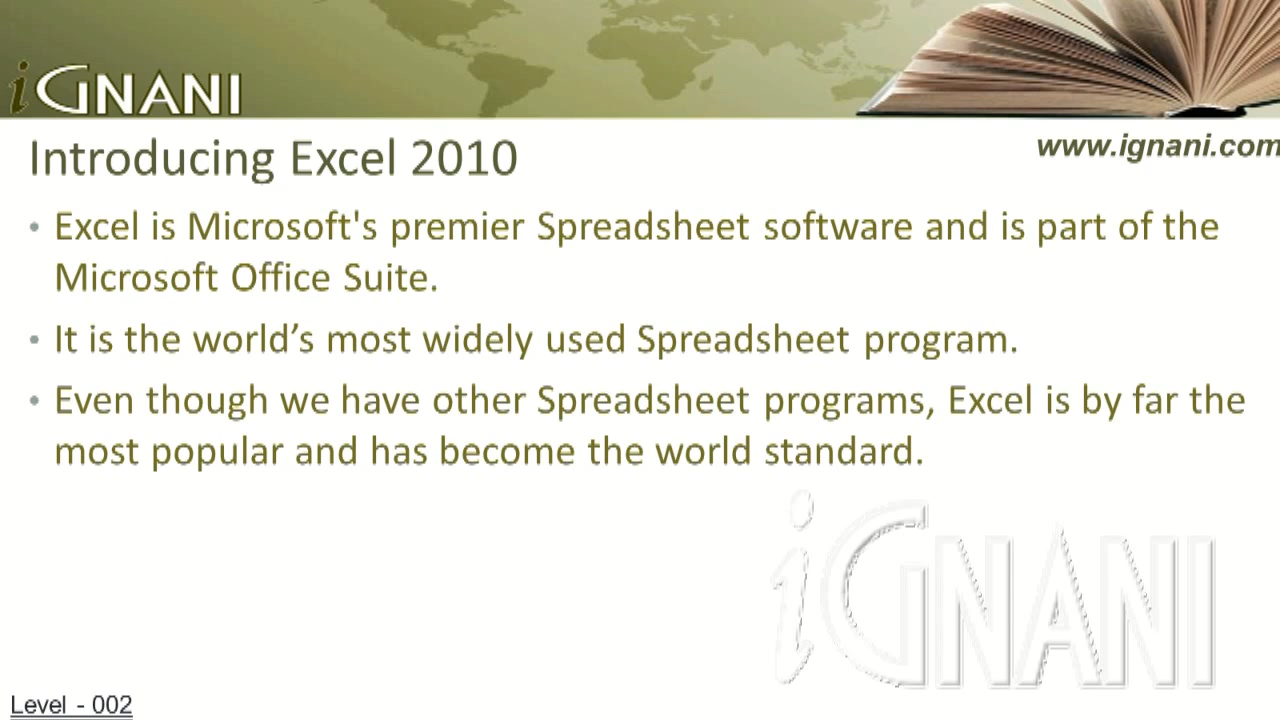 iGNANI
www.ignani.com
Introducing Excel 2010
• Excel is Microsoft's premier Spreadsheet software and is part of the
Microsoft Office Suite.
• It is the world’s most widely used Spreadsheet program.
• Even though we have other Spreadsheet programs, Excel is by far the
most popular and has become the world standard.
iGNANI
Level - 002